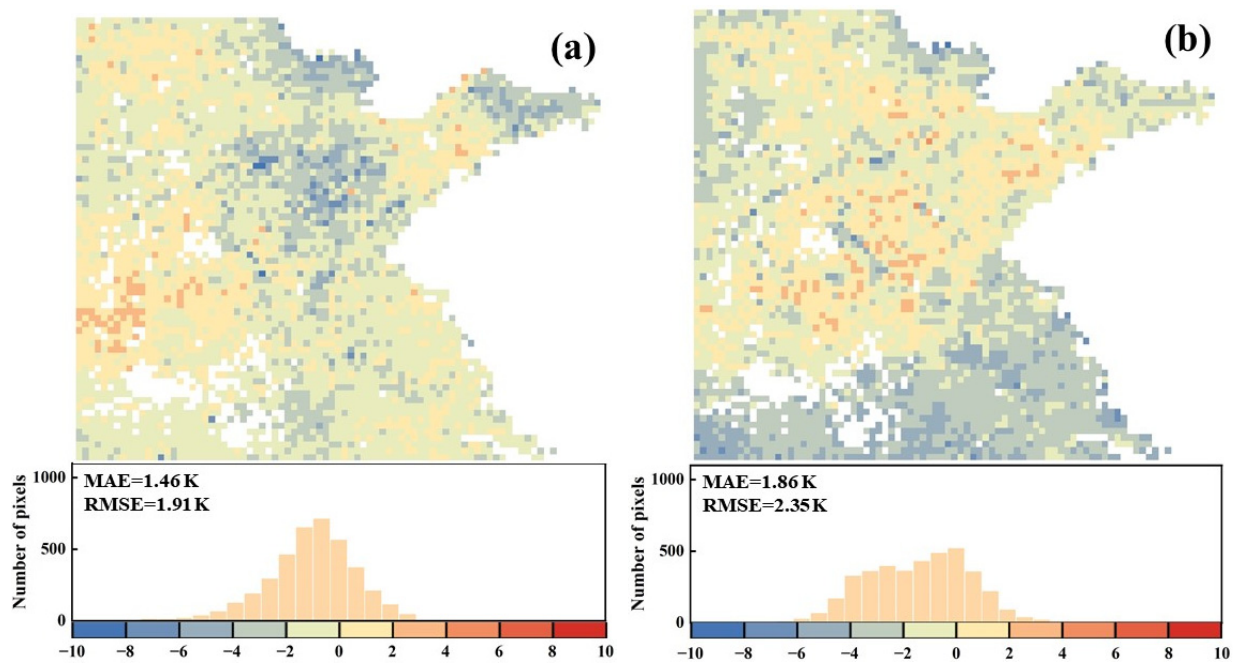 (a)
(b)
1000
500
0
Number of pixels
MAE=1.46 K
RMSE=1.91 K
−10 −8 −6 −4 −2 0 2 4 6 8 10
1000
500
0
Number of pixels
MAE=1.86 K
RMSE=2.35 K
−10 −8 −6 −4 −2 0 2 4 6 8 10